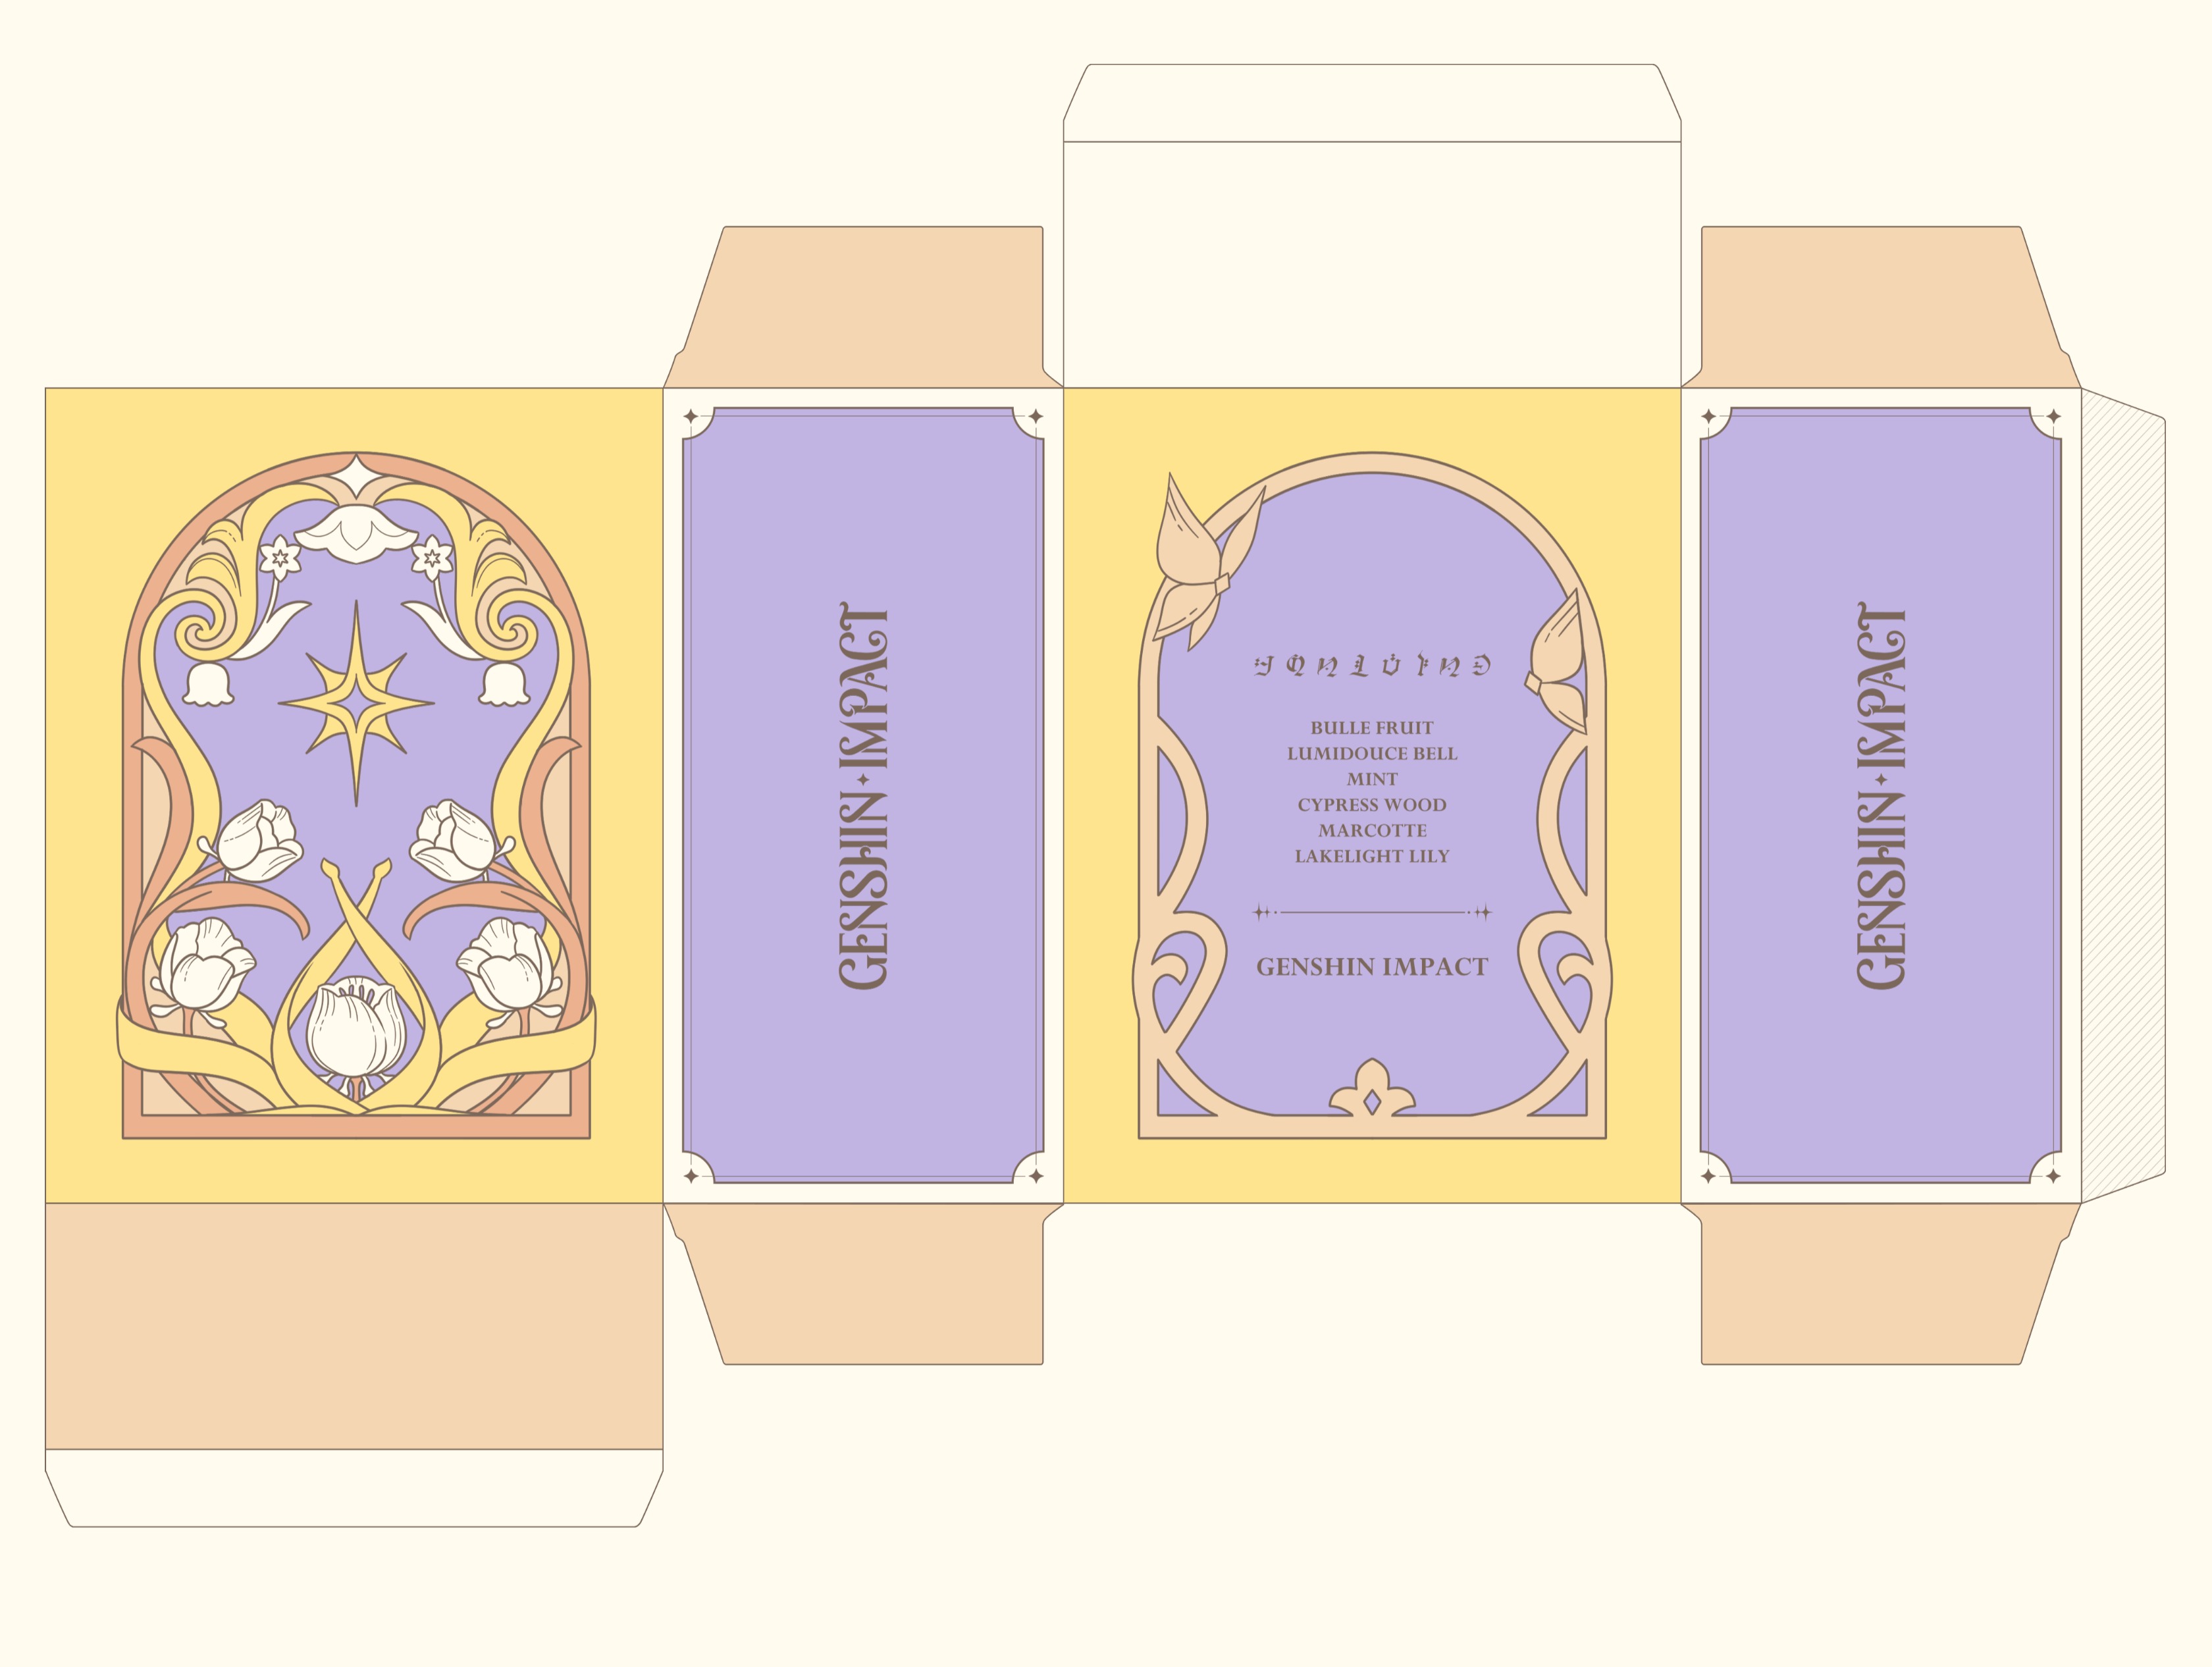 GENSHIN IMPACT
BULLE FRUIT
LUMIDOUCE BELL
MINT
CYPRESS WOOD
MARCOTTE
LAKELIGHT LILY
GENSHIN IMPACT
GENSHIN IMPACT